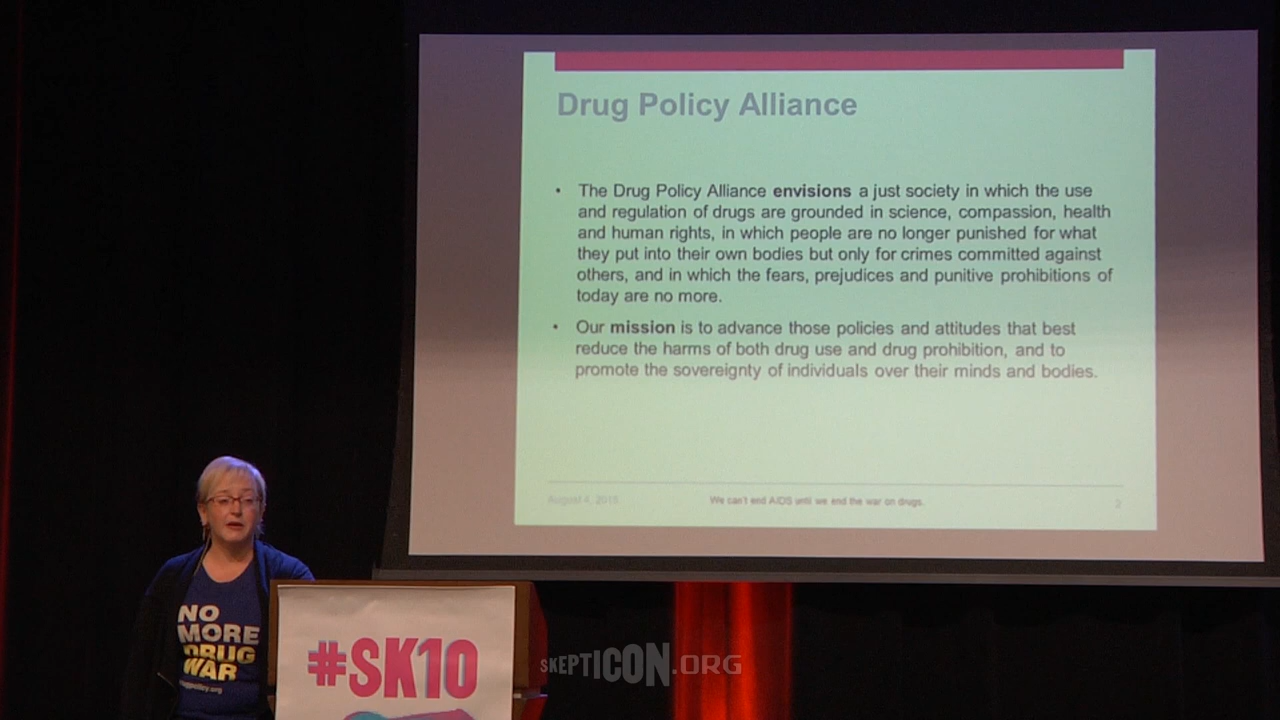 Drug Policy Alliance
• The Drug Policy Alliance envisions a just society in which the use
and regulation of drugs are grounded in science, compassion, health
and human rights, in which people are no longer punished for what
they put into their own bodies but only for crimes committed against
others, and in which the fears, prejudices and punitive prohibitions of
today are no more.
• Our mission is to advance those policies and attitudes that best
reduce the harms of both drug use and drug prohibition, and to
promote the sovereignty of individuals over their minds and bodies.
August 4,
We can't end AIDS until we end the war on drugs.
2
NO
MORE
DRUG
WAR
#SK10
SKEPTICON.ORG